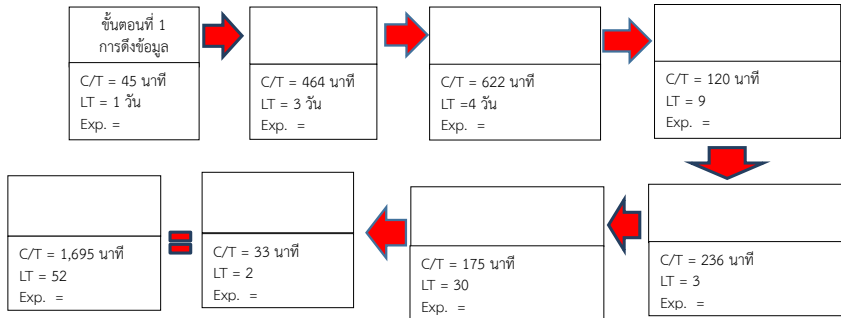 ขั้นตอนที่ 1
การดึงข้อมูล
C/T = 45 นาที
LT = 1 วัน
Exp. =
C/T = 464 นาที
LT = 3 วัน
Exp. =
C/T = 622 นาที
LT =4 วัน
Exp. =
C/T = 120 นาที
LT = 9
Exp. =
C/T = 236 นาที
LT = 3
Exp. =
C/T = 175 นาที
LT = 30
Exp. =
C/T = 33 นาที
LT = 2
Exp. =
C/T = 1,695 นาที
LT = 52
Exp. =